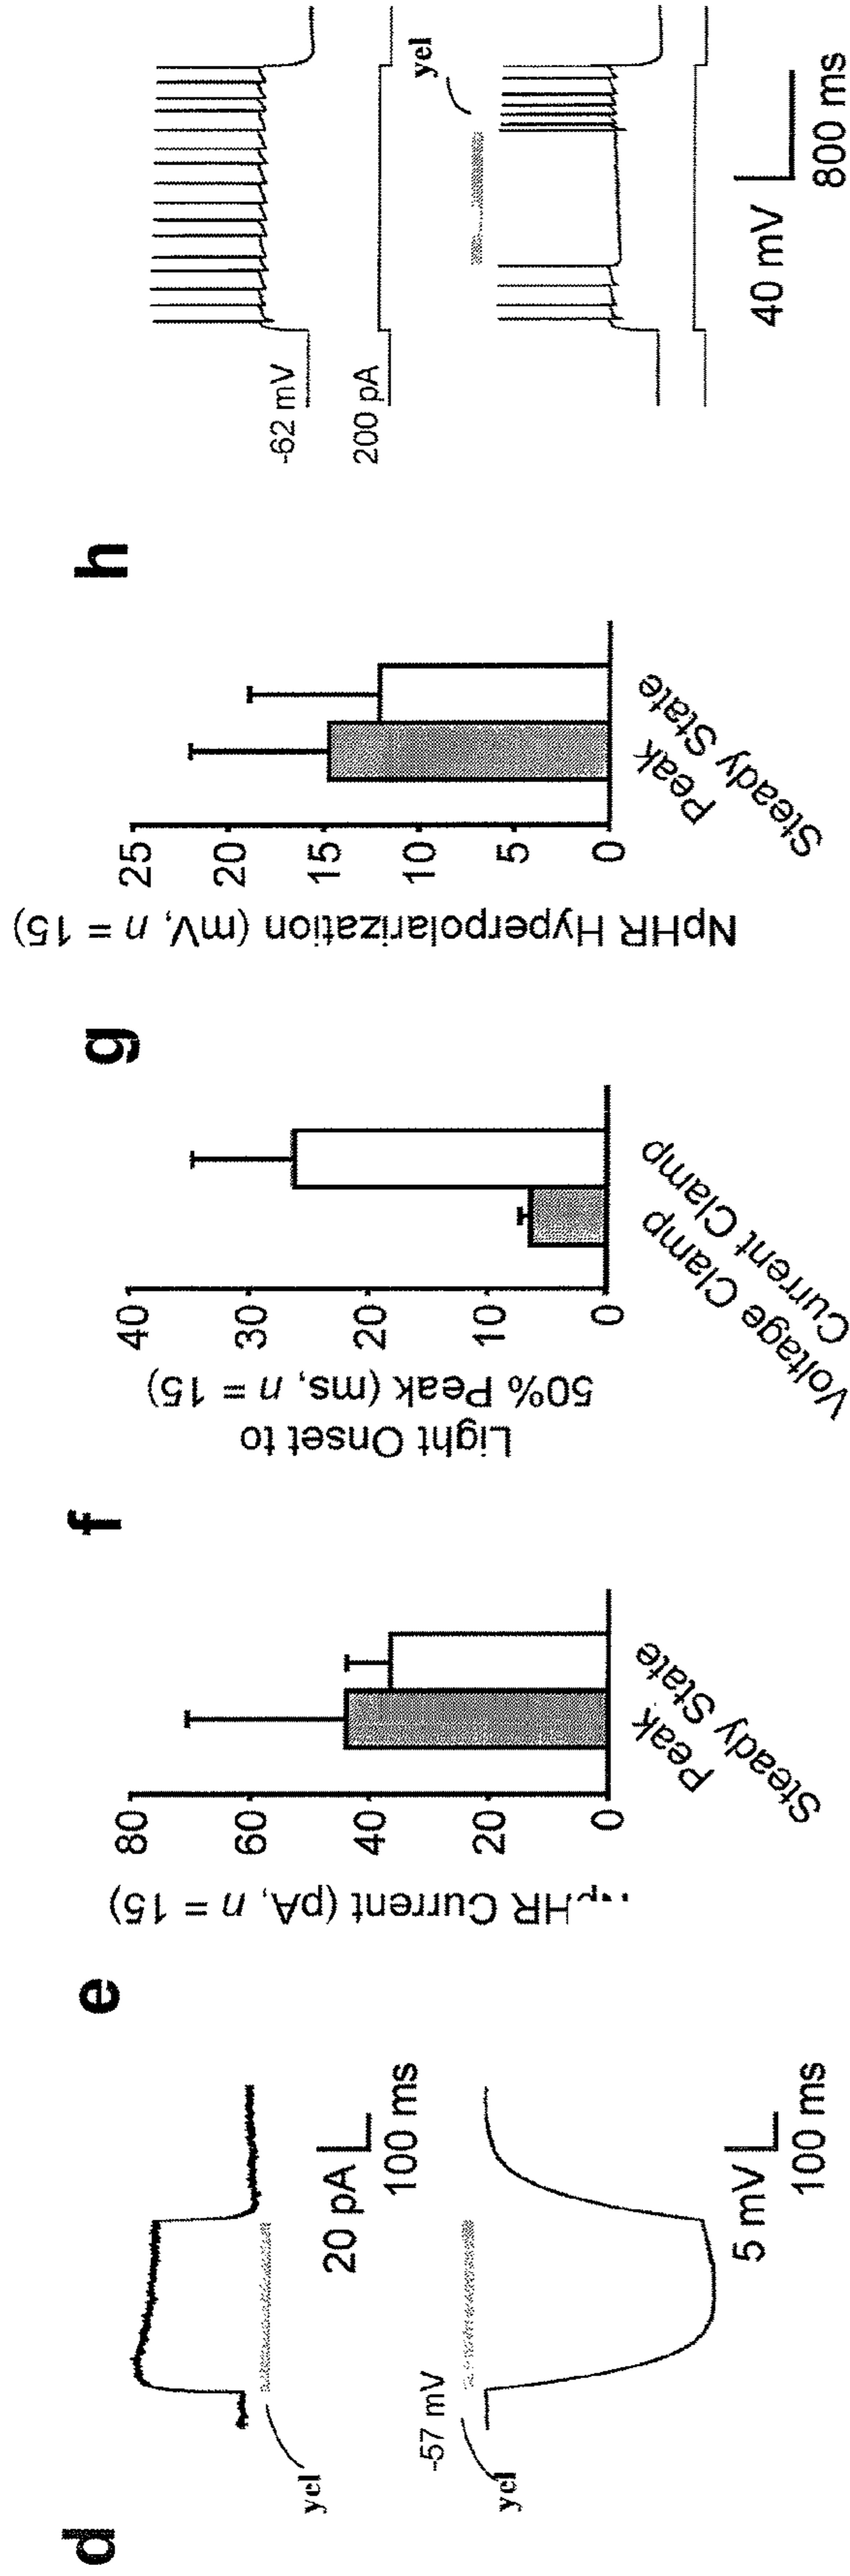 d
yel
20 pA
100 ms
-57 mV
yel
5 mV
100 ms
e
HR Current (pA, n = 15)
80
60
40
20
0
Peak
Steady State
f
Light Onset to
50% Peak (ms, n = 15)
40
30
20
10
0
Voltage Clamp
Current Clamp
g
NpHR Hyperpolarization (mV, n = 15)
25
20
15
10
5
0
Peak
Steady State
h
-62 mV
200 pA
yel
40 mV
800 ms